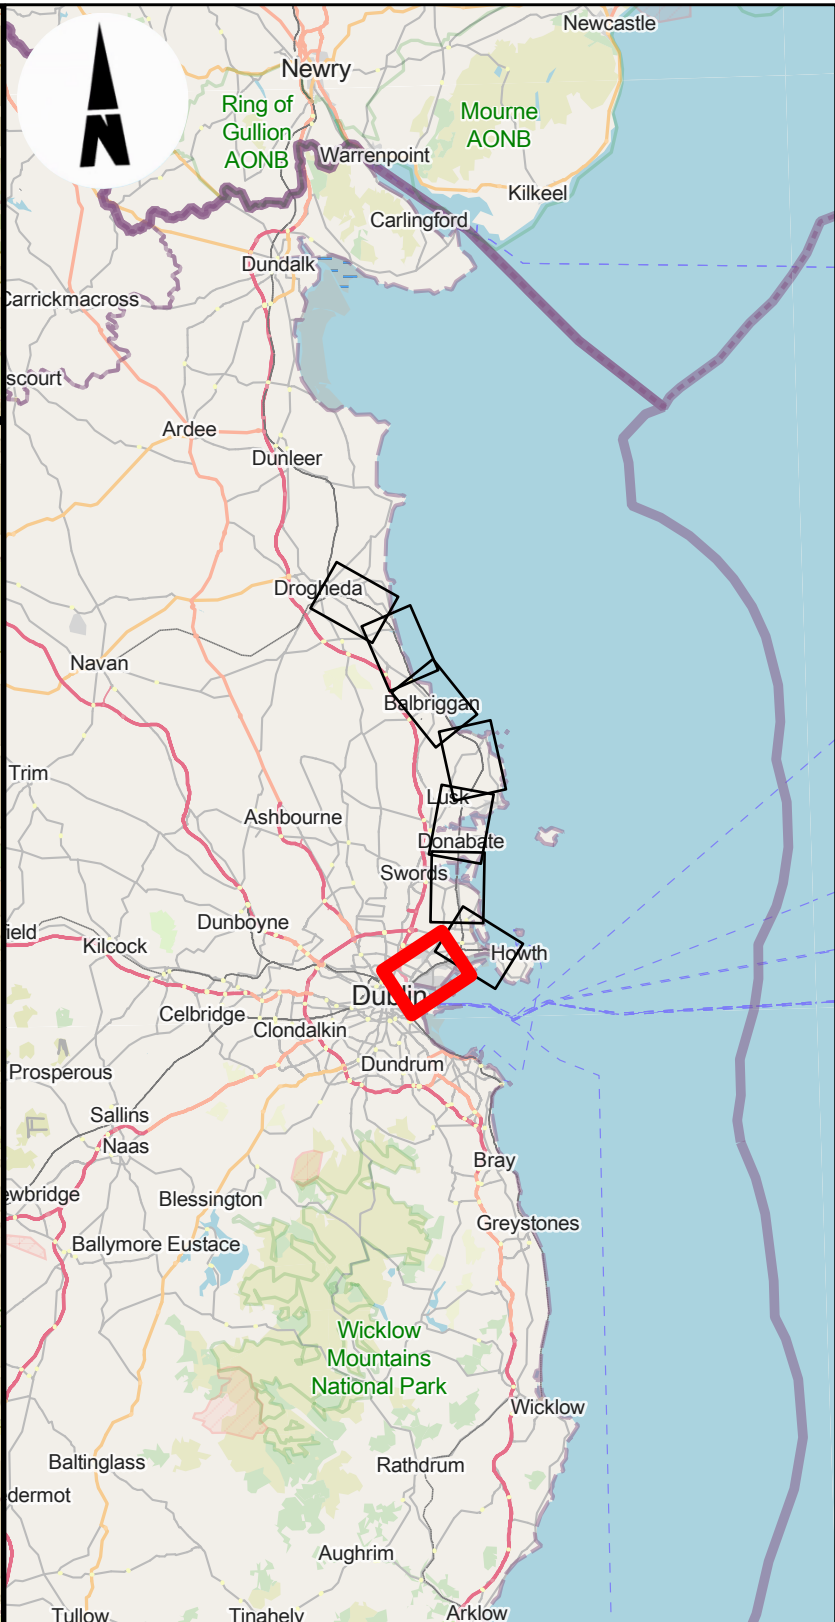 Newcastle
Newry
Ring of
Gullion
AONB
Mourne
AONB
N
Warrenpoint
Kilkeel
Carlingford
Dundalk
Carrickmacross
scourt
Ardee
Dunleer
Drogheda
Navan
Balbriggan
Trim
Lusk
Ashbourne
Donabate
Swords
Dunboyne
ield
Kilcock
Howth
Dublin
Celbridge
Clondalkin
Dundrum
Prosperous
Sallins
Naas
Bray
ewbridge
Blessington
Greystones
Ballymore Eustace
Wicklow
Mountains
National Park
Wicklow
Baltinglass
Rathdrum
dermot
Aughrim
Tullow
Tinahely
Arklow